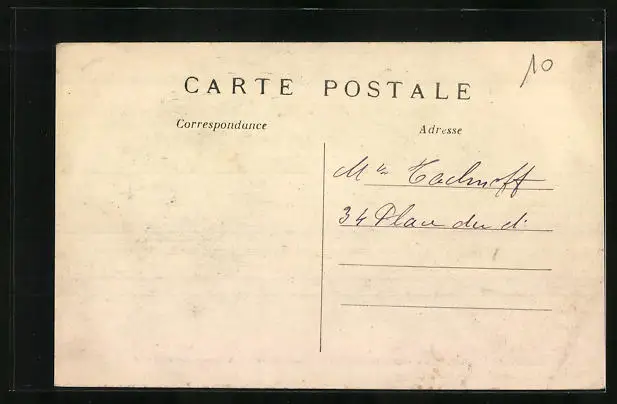 10
CARTE POSTALE
Correspondance
Adresse
34 Place du d